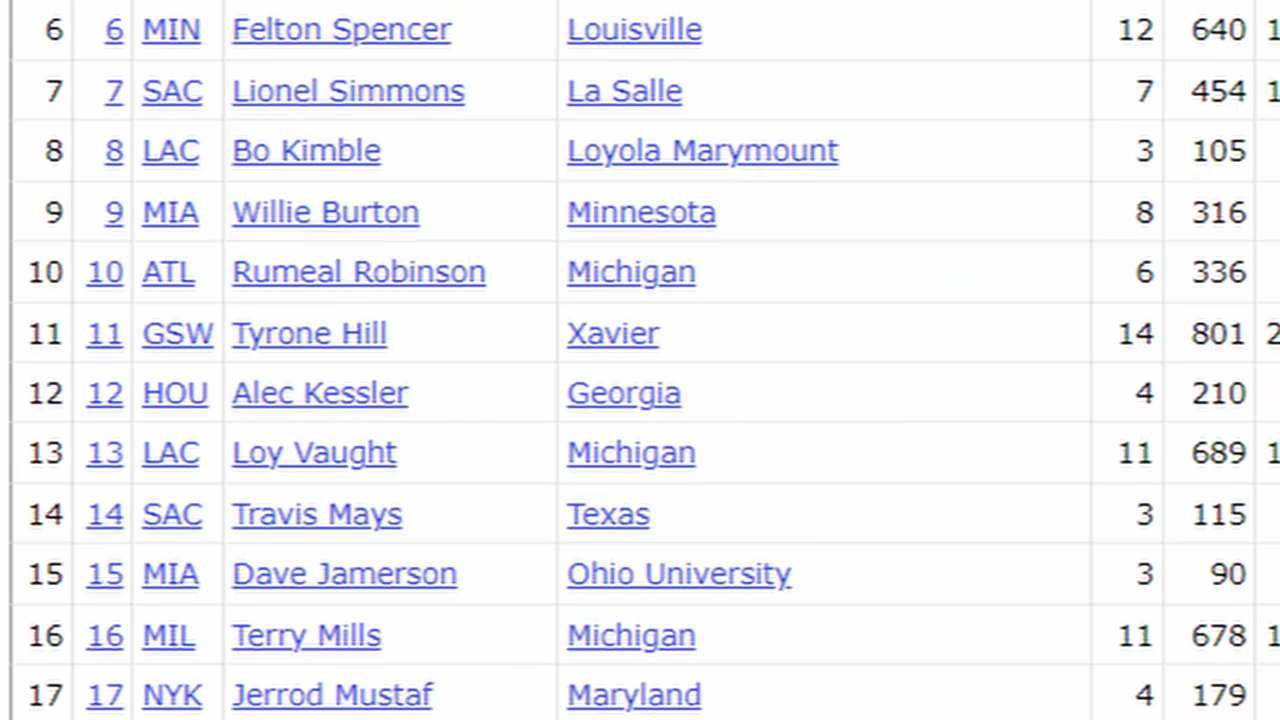 6 6 MIN Felton Spencer Louisville 12 640 1
7 7 SAC Lionel Simmons La Salle 7 454 1
8 8 LAC Bo Kimble Loyola Marymount 3 105
9 9 MIA Willie Burton Minnesota 8 316
10 10 ATL Rumeal Robinson Michigan 6 336
11 11 GSW Tyrone Hill Xavier 14 801 2
12 12 HOU Alec Kessler Georgia 4 210
13 13 LAC Loy Vaught Michigan 11 689 1
14 14 SAC Travis Mays Texas 3 115
15 15 MIA Dave Jamerson Ohio University 3 90
16 16 MIL Terry Mills Michigan 11 678 1
17 17 NYK Jerrod Mustaf Maryland 4 179